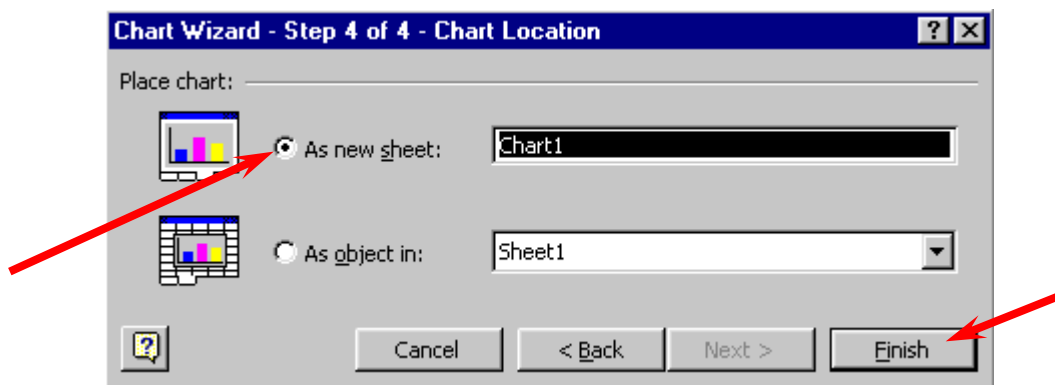 Chart Wizard - Step 4 of 4 - Chart Location
Place chart:
As new sheet: Chart1
As object in: Sheet1
Cancel < Back Next > Finish